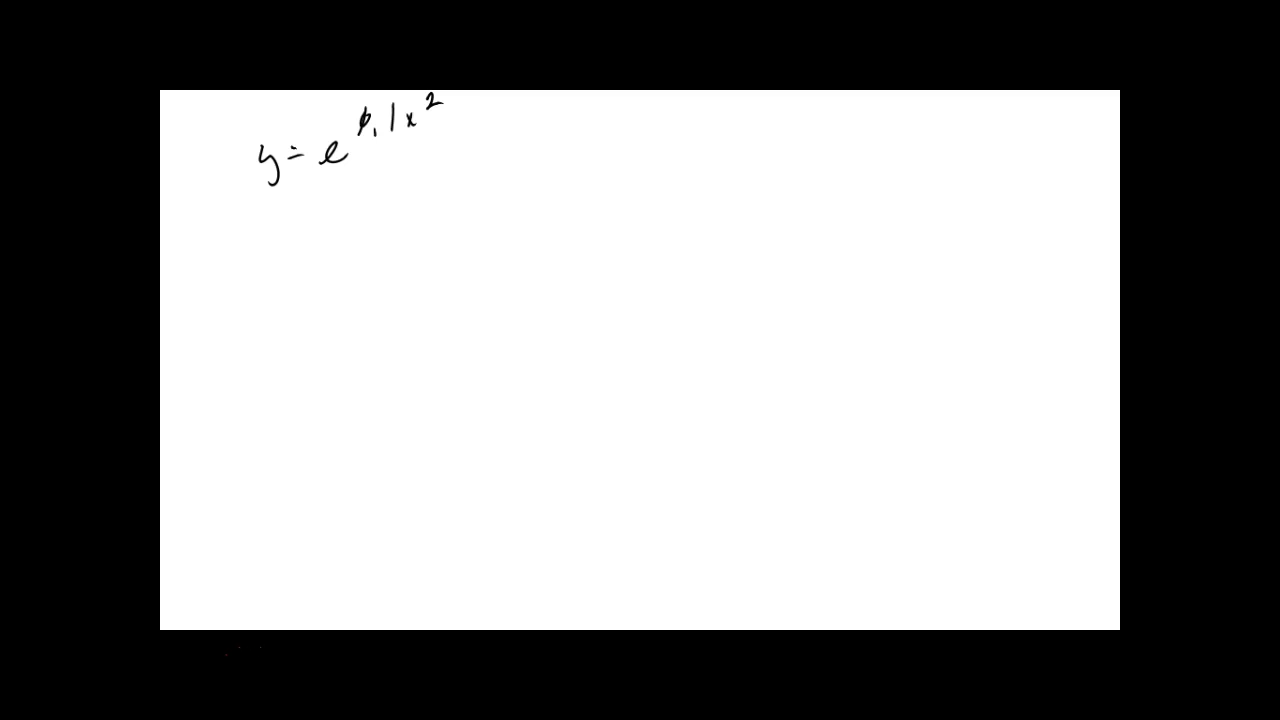 y = e^{0.1x^2}